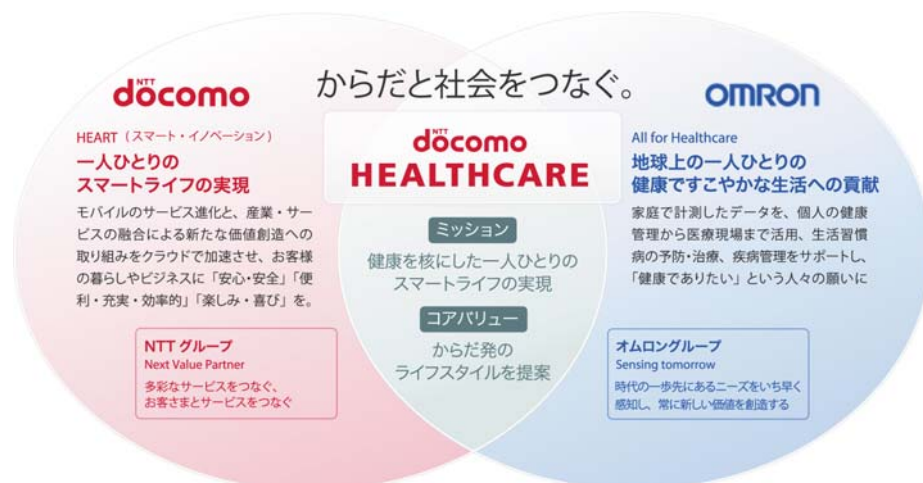 からだと社会をつなぐ。
NTT
döcomo
HEART（スマート・イノベーション）
一人ひとりの
スマートライフの実現
モバイルのサービス進化と、産業・サー
ビスの融合による新たな価値創造への
取り組みをクラウドで加速させ、お客様
の暮らしやビジネスに「安心・安全」「便
利・充実・効率的」「楽しみ・喜び」を。
NTT グループ
Next Value Partner
多彩なサービスをつなぐ、
お客さまとサービスをつなぐ
NTT
döcomo
HEALTHCARE
ミッション
健康を核にした一人ひとりの
スマートライフの実現
コアバリュー
からだ発の
ライフスタイルを提案
OMRON
All for Healthcare
地球上の一人ひとりの
健康ですこやかな生活への貢献
家庭で計測したデータを、個人の健康
管理から医療現場まで活用、生活習慣
病の予防・治療、疾病管理をサポートし、
「健康でありたい」という人々の願いに
オムロングループ
Sensing tomorrow
時代の一歩先にあるニーズをいち早く
感知し、常に新しい価値を創造する